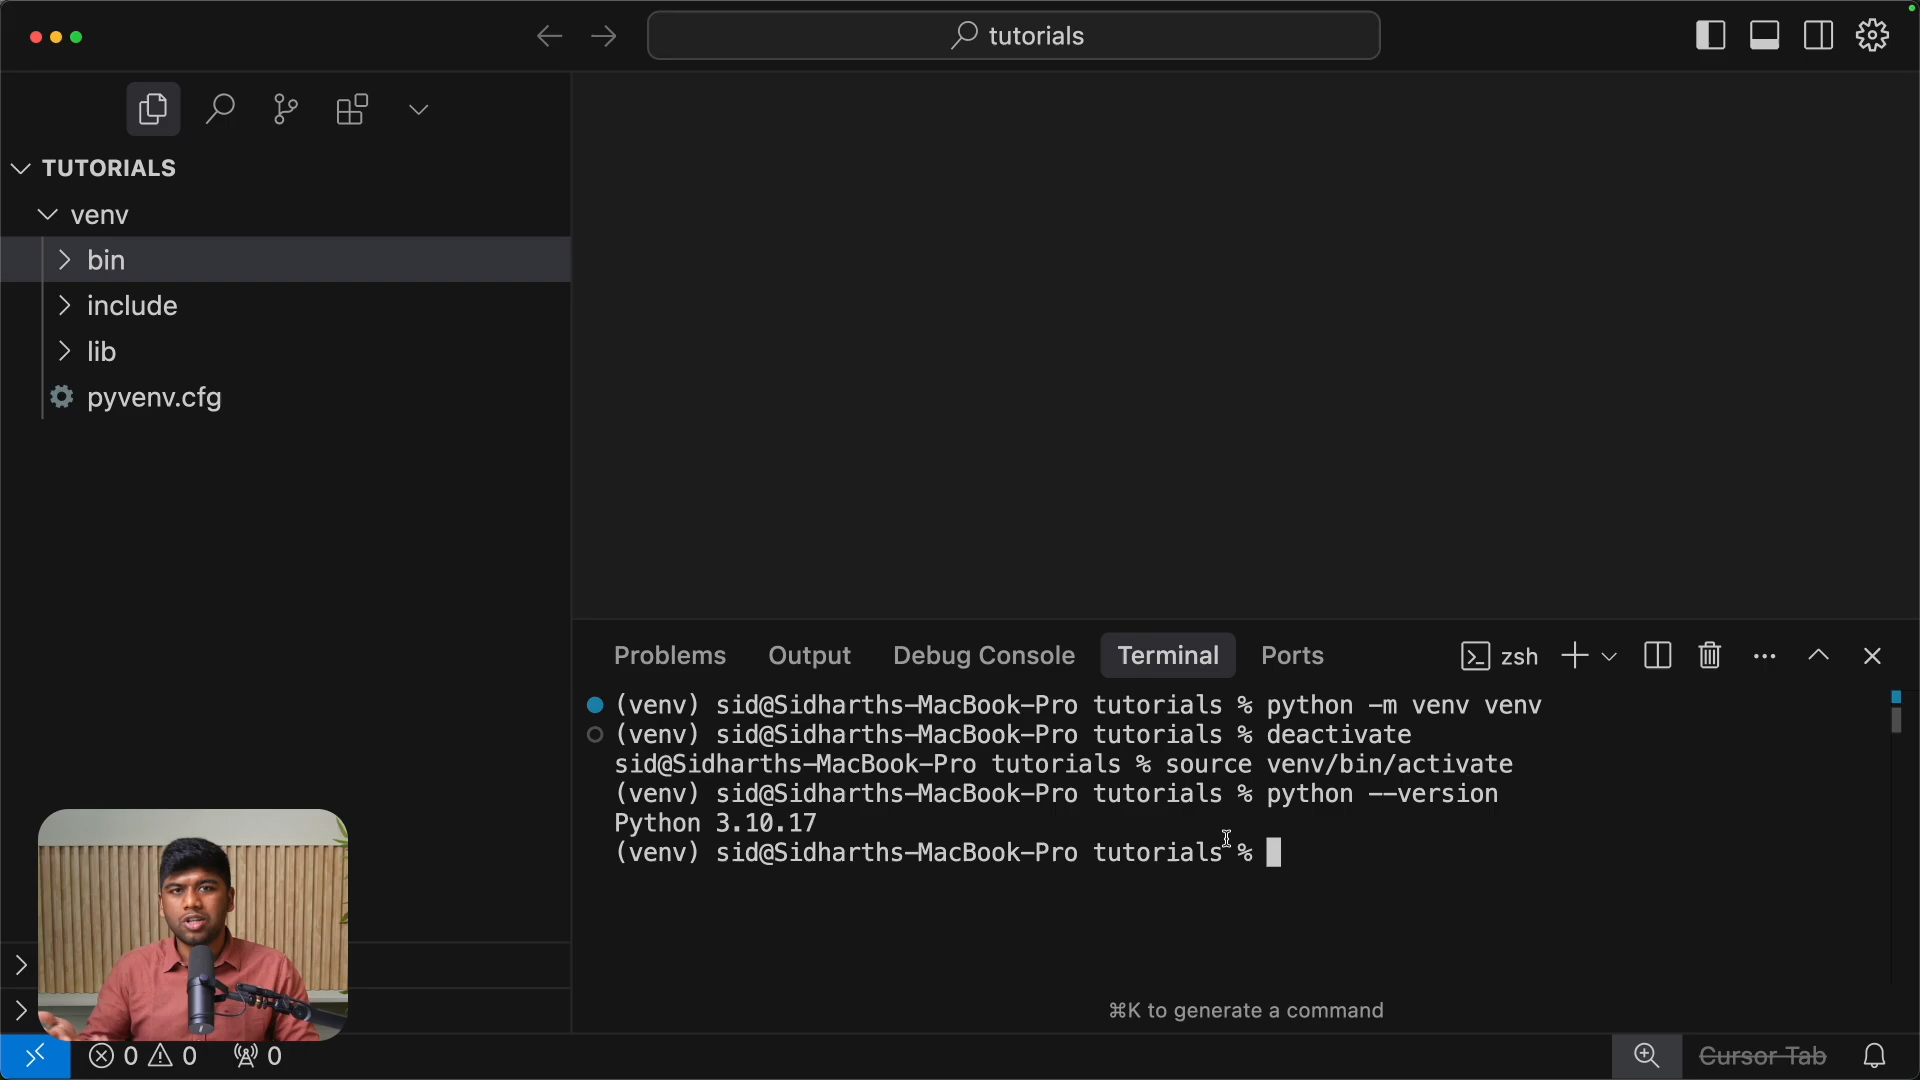 tutorials
TUTORIALS
venv
bin
include
lib
pyvenv.cfg
Problems Output Debug Console Terminal Ports zsh
(venv) sid@Sidharths-MacBook-Pro tutorials % python -m venv venv
(venv) sid@Sidharths-MacBook-Pro tutorials % deactivate
sid@Sidharths-MacBook-Pro tutorials % source venv/bin/activate
(venv) sid@Sidharths-MacBook-Pro tutorials % python --version
Python 3.10.17
(venv) sid@Sidharths-MacBook-Pro tutorials %
⌘K to generate a command
0 0 0 Cursor Tab